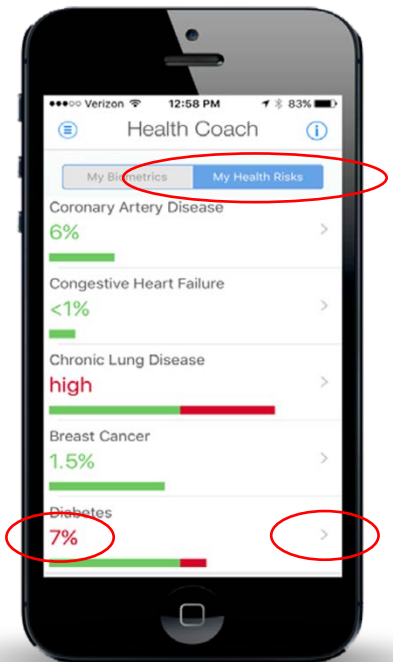 Verizon 12:58 PM 83%
Health Coach
My Biometrics My Health Risks
Coronary Artery Disease
6%
Congestive Heart Failure
<1%
Chronic Lung Disease
high
Breast Cancer
1.5%
Diabetes
7%